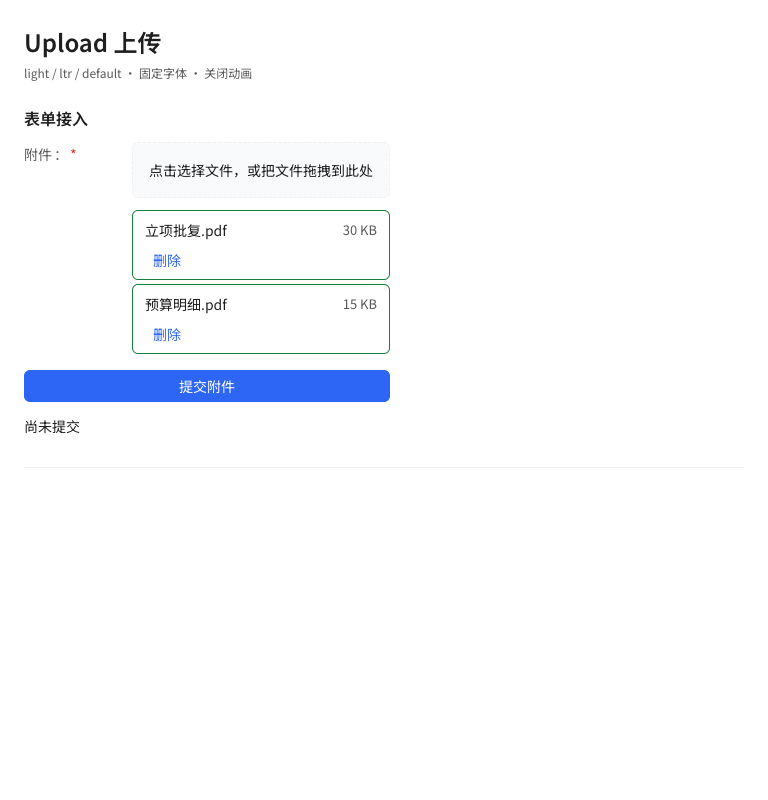 Upload 上传
light / ltr / default • 固定字体 • 关闭动画
表单接入
附件： *
点击选择文件，或把文件拖拽到此处
立项批复.pdf 30 KB
删除
预算明细.pdf 15 KB
删除
提交附件
尚未提交